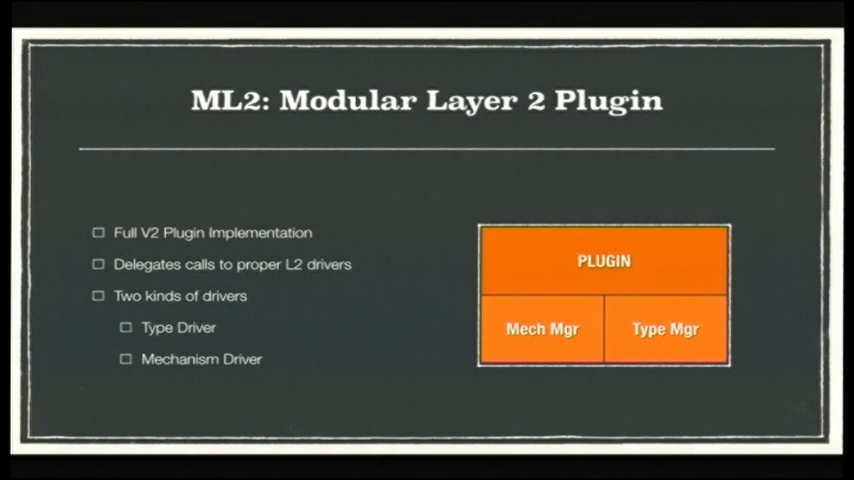 ML2: Modular Layer 2 Plugin
Full V2 Plugin Implementation
Delegates calls to proper L2 drivers
Two kinds of drivers
Type Driver
Mechanism Driver
PLUGIN
Mech Mgr
Type Mgr